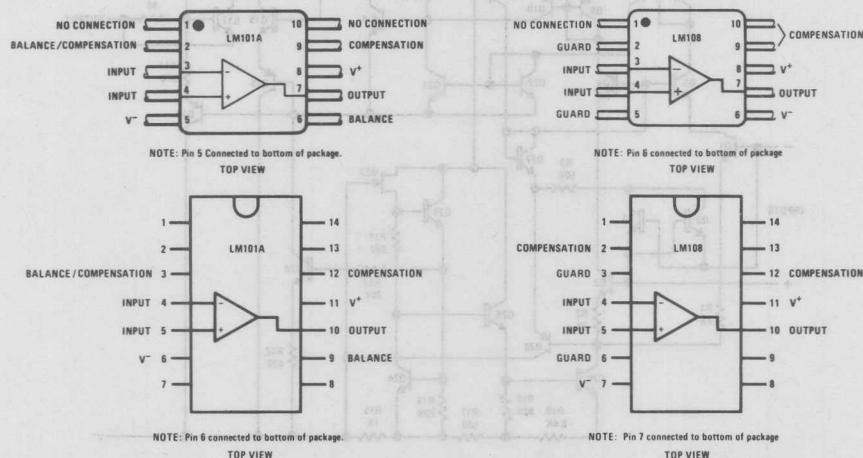 NO CONNECTION 1 10 NO CONNECTION
LM101A
BALANCE/COMPENSATION 2 9 COMPENSATION
INPUT 3 − 8 V+
INPUT 4 + 7 OUTPUT
V− 5 6 BALANCE
NOTE: Pin 5 Connected to bottom of package.
TOP VIEW
NO CONNECTION 1 10
LM108 COMPENSATION
GUARD 2 9
INPUT 3 − 8 V+
INPUT 4 + 7 OUTPUT
GUARD 5 6 V−
NOTE: Pin 6 connected to bottom of package
TOP VIEW
1 14
2 LM101A 13
BALANCE/COMPENSATION 3 12 COMPENSATION
INPUT 4 − 11 V+
INPUT 5 + 10 OUTPUT
V− 6 9 BALANCE
7 8
NOTE: Pin 6 connected to bottom of package.
TOP VIEW
1 14
COMPENSATION 2 LM108 13
GUARD 3 12 COMPENSATION
INPUT 4 − 11 V+
INPUT 5 + 10 OUTPUT
GUARD 6 9
V− 7 8
NOTE: Pin 7 connected to bottom of package
TOP VIEW